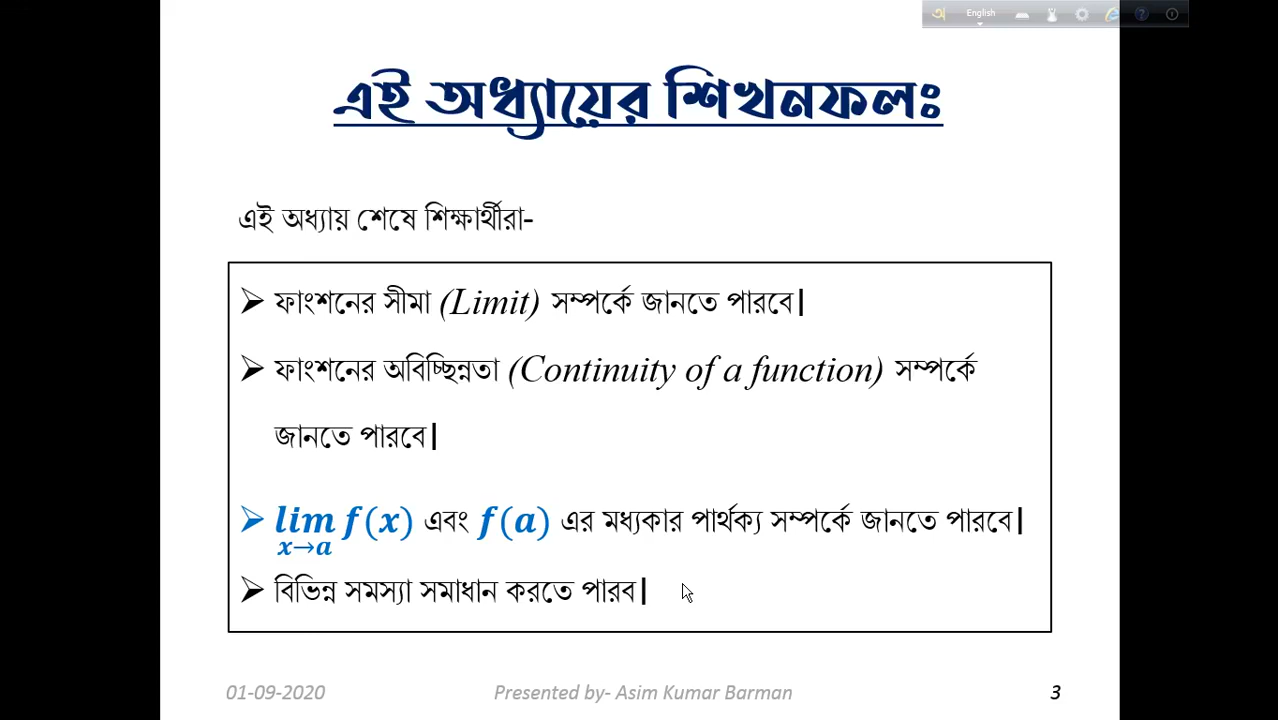 English
এই অধ্যায়ের শিখনফলঃ
এই অধ্যায় শেষে শিক্ষার্থীরা-
➢ ফাংশনের সীমা (Limit) সম্পর্কে জানতে পারবে।
➢ ফাংশনের অবিচ্ছিন্নতা (Continuity of a function) সম্পর্কে
জানতে পারবে।
➢ lim f(x) এবং f(a) এর মধ্যকার পার্থক্য সম্পর্কে জানতে পারবে।
x→a
➢ বিভিন্ন সমস্যা সমাধান করতে পারব।
01-09-2020 Presented by- Asim Kumar Barman 3